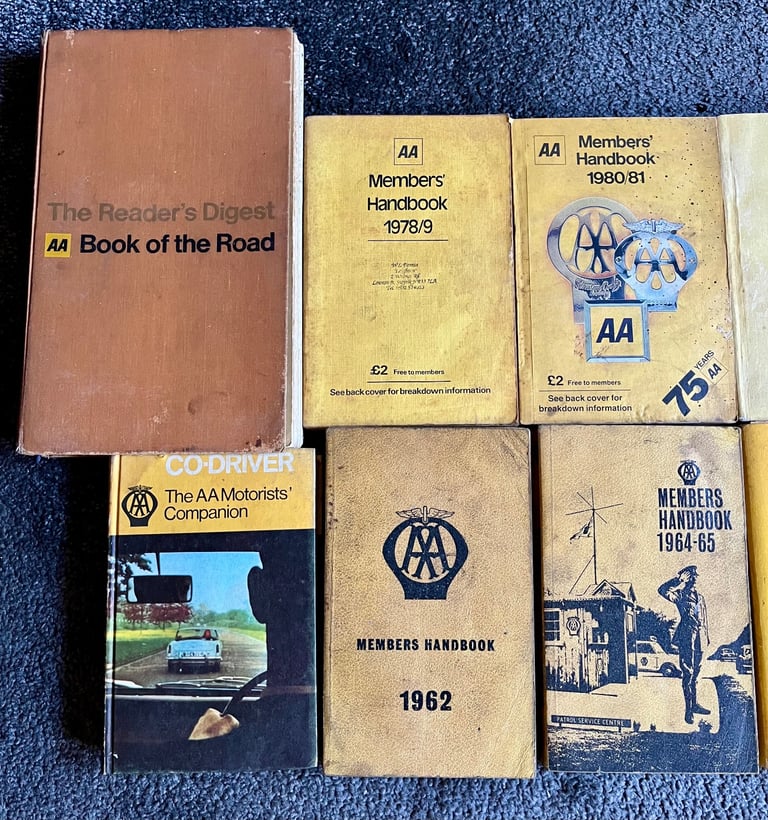 The Reader's Digest
AA Book of the Road
AA
Members'
Handbook
1978/9
£2 Free to members
See back cover for breakdown information
AA
Members'
Handbook
1980/81
AA
AA
AA
£2 Free to members
See back cover for
breakdown information
75 YEARS
AA
CO-DRIVER
AA
The AA Motorists'
Companion
AA
MEMBERS HANDBOOK
1962
AA
MEMBERS
HANDBOOK
1964-65
PATROL SERVICE CENTRE